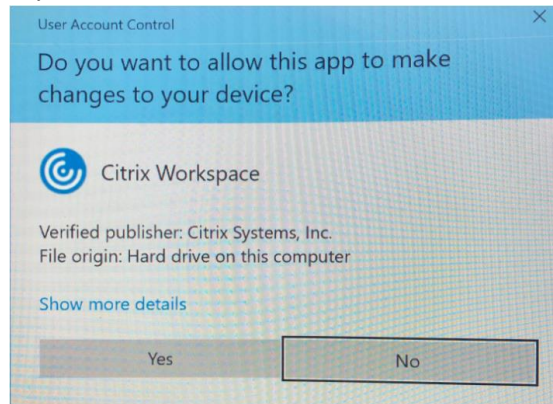 User Account Control
Do you want to allow this app to make
changes to your device?
Citrix Workspace
Verified publisher: Citrix Systems, Inc.
File origin: Hard drive on this computer
Show more details
Yes
No